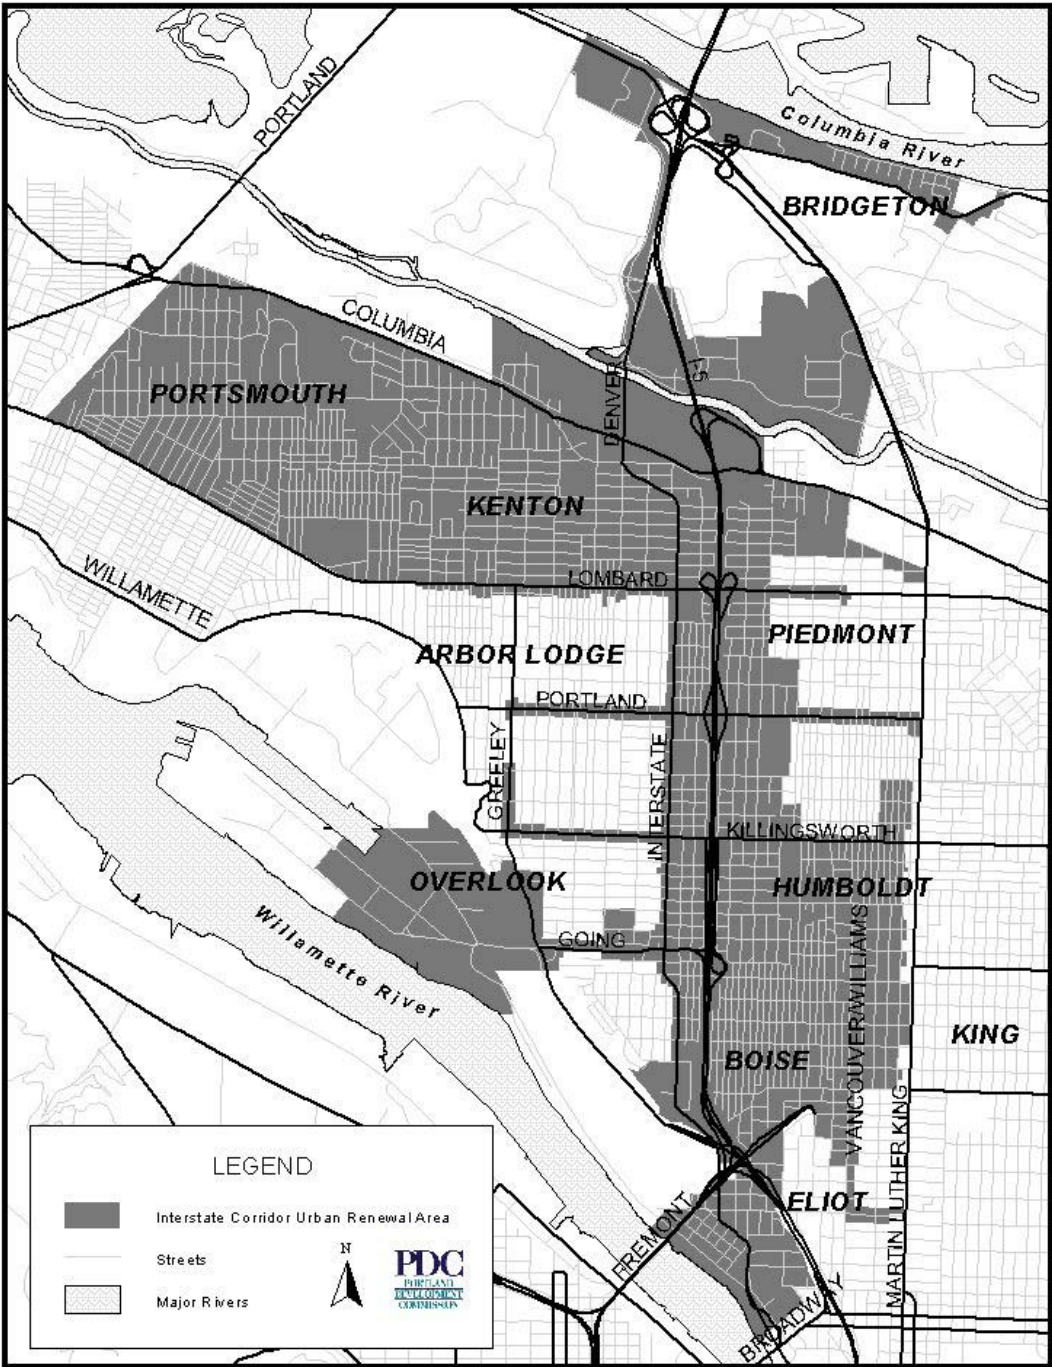 PORTLAND
Columbia River
BRIDGETON
COLUMBIA
I-5
DENVER
PORTSMOUTH
KENTON
LOMBARD
WILLAMETTE
PIEDMONT
ARBOR LODGE
PORTLAND
GREELEY
INTERSTATE
KILLINGSWORTH
OVERLOOK
HUMBOLDT
Willamette River
GOING
VANCOUVER/WILLIAMS
KING
BOISE
MARTIN LUTHER KING
ELIOT
FREMONT
BROADWAY
LEGEND
Interstate Corridor Urban Renewal Area
Streets
Major Rivers
N
PDC
PORTLAND
DEVELOPMENT
COMMISSION